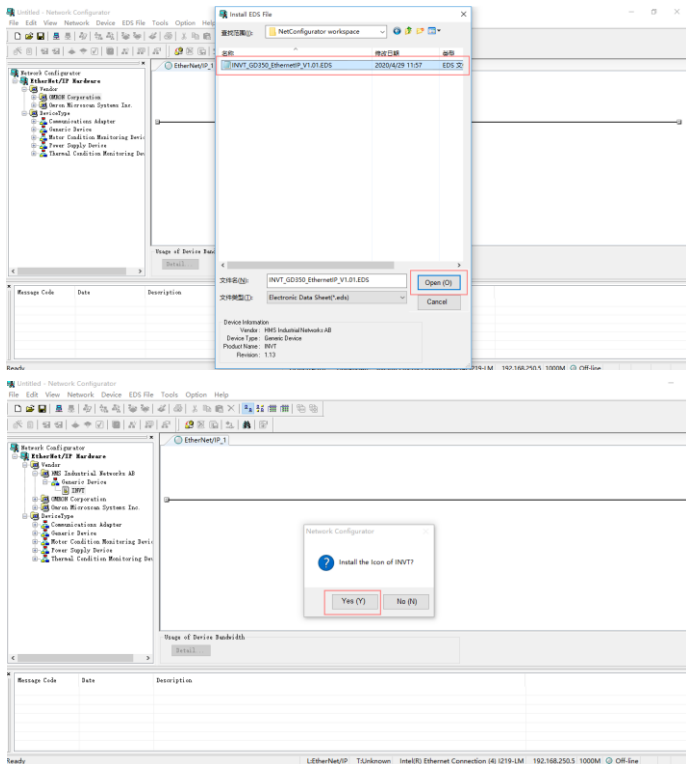 Untitled - Network Configurator
File Edit View Network Device EDS File Tools Option Help
Install EDS File
查找范围(I):
NetConfigurator workspace
名称
修改日期
类型
INVT_GD350_EthernetIP_V1.01.EDS
2020/4/29 11:57
EDS 文
Network Configurator
EtherNet/IP Hardware
Vendor
OMRON Corporation
Omron Microscan Systems Inc.
DeviceType
Communications Adapter
Generic Device
Motor Condition Monitoring Devic
Power Supply Device
Thermal Condition Monitoring Dev
EtherNet/IP_1
Usage of Device Ban
Detail...
文件名(N):
INVT_GD350_EthernetIP_V1.01.EDS
Open (O)
文件类型(T):
Electronic Data Sheet(*.eds)
Cancel
Device Information
Vendor : HMS Industrial Networks AB
Device Type : Generic Device
Product Name : INVT
Revision : 1.13
Message Code
Date
Description
Ready
I219-LM 192.168.250.5 1000M Off-line
Untitled - Network Configurator
File Edit View Network Device EDS File Tools Option Help
Network Configurator
EtherNet/IP Hardware
Vendor
HMS Industrial Networks AB
Generic Device
INVT
OMRON Corporation
Omron Microscan Systems Inc.
DeviceType
Communications Adapter
Generic Device
Motor Condition Monitoring Devic
Power Supply Device
Thermal Condition Monitoring Dev
EtherNet/IP_1
Network Configurator
Install the Icon of INVT?
Yes (Y)
No (N)
Usage of Device Bandwidth
Detail...
Message Code
Date
Description
Ready
L:EtherNet/IP T:Unknown Intel(R) Ethernet Connection (4) I219-LM 192.168.250.5 1000M Off-line